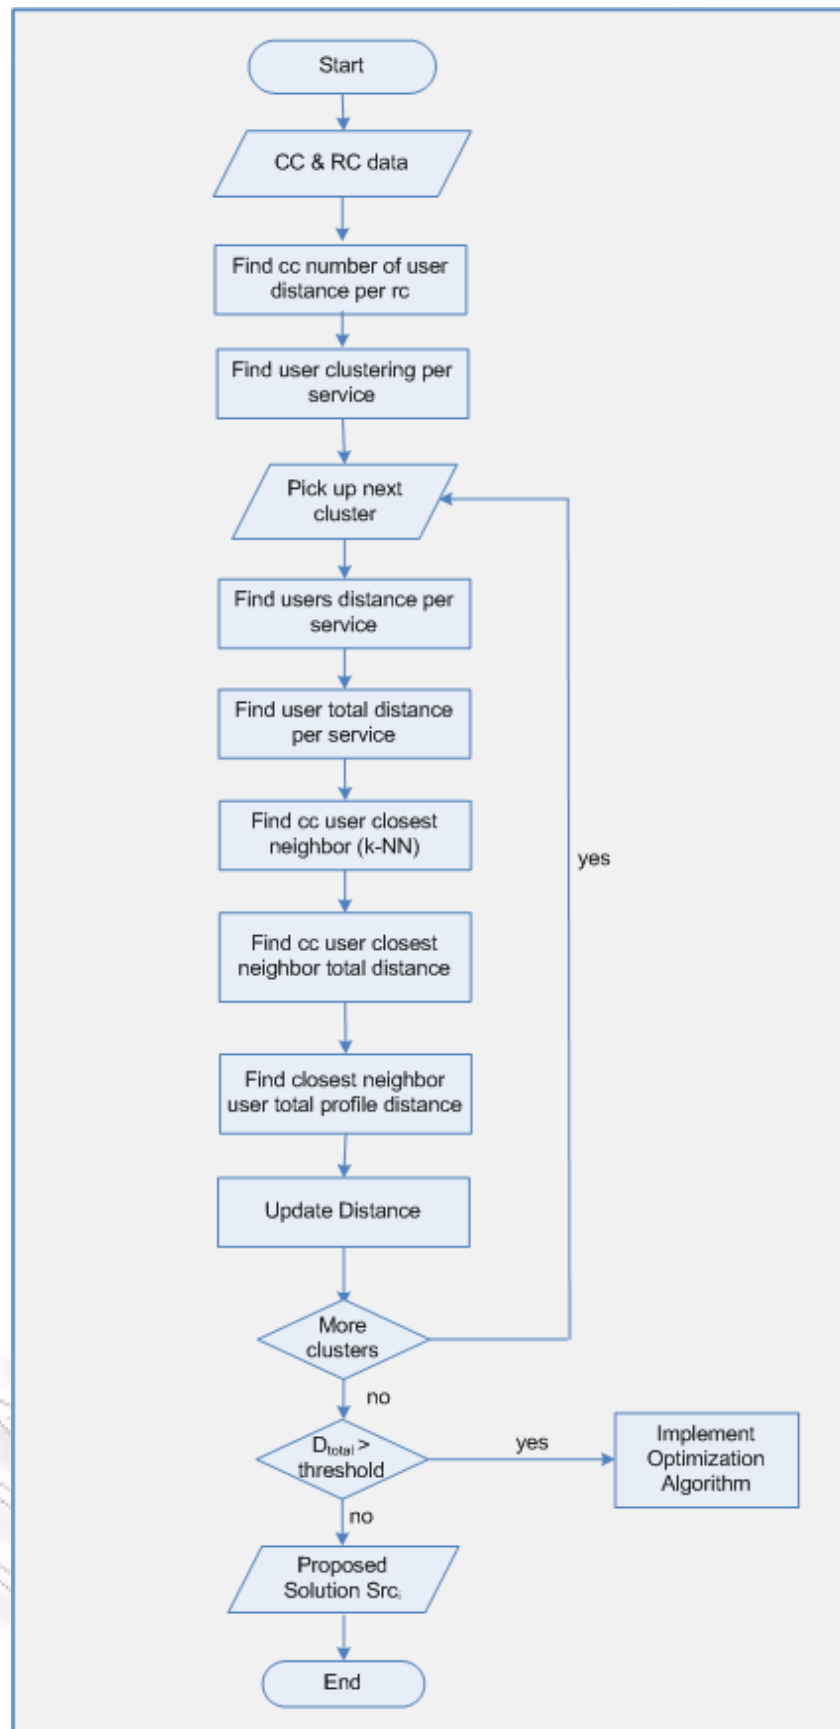 Start
CC & RC data
Find cc number of user
distance per rc
Find user clustering per
service
Pick up next
cluster
Find users distance per
service
Find user total distance
per service
Find cc user closest
neighbor (k-NN)
yes
Find cc user closest
neighbor total distance
Find closest neighbor
user total profile distance
Update Distance
More
clusters
no
Dtotal >
threshold
yes
Implement
Optimization
Algorithm
no
Proposed
Solution Srci
End